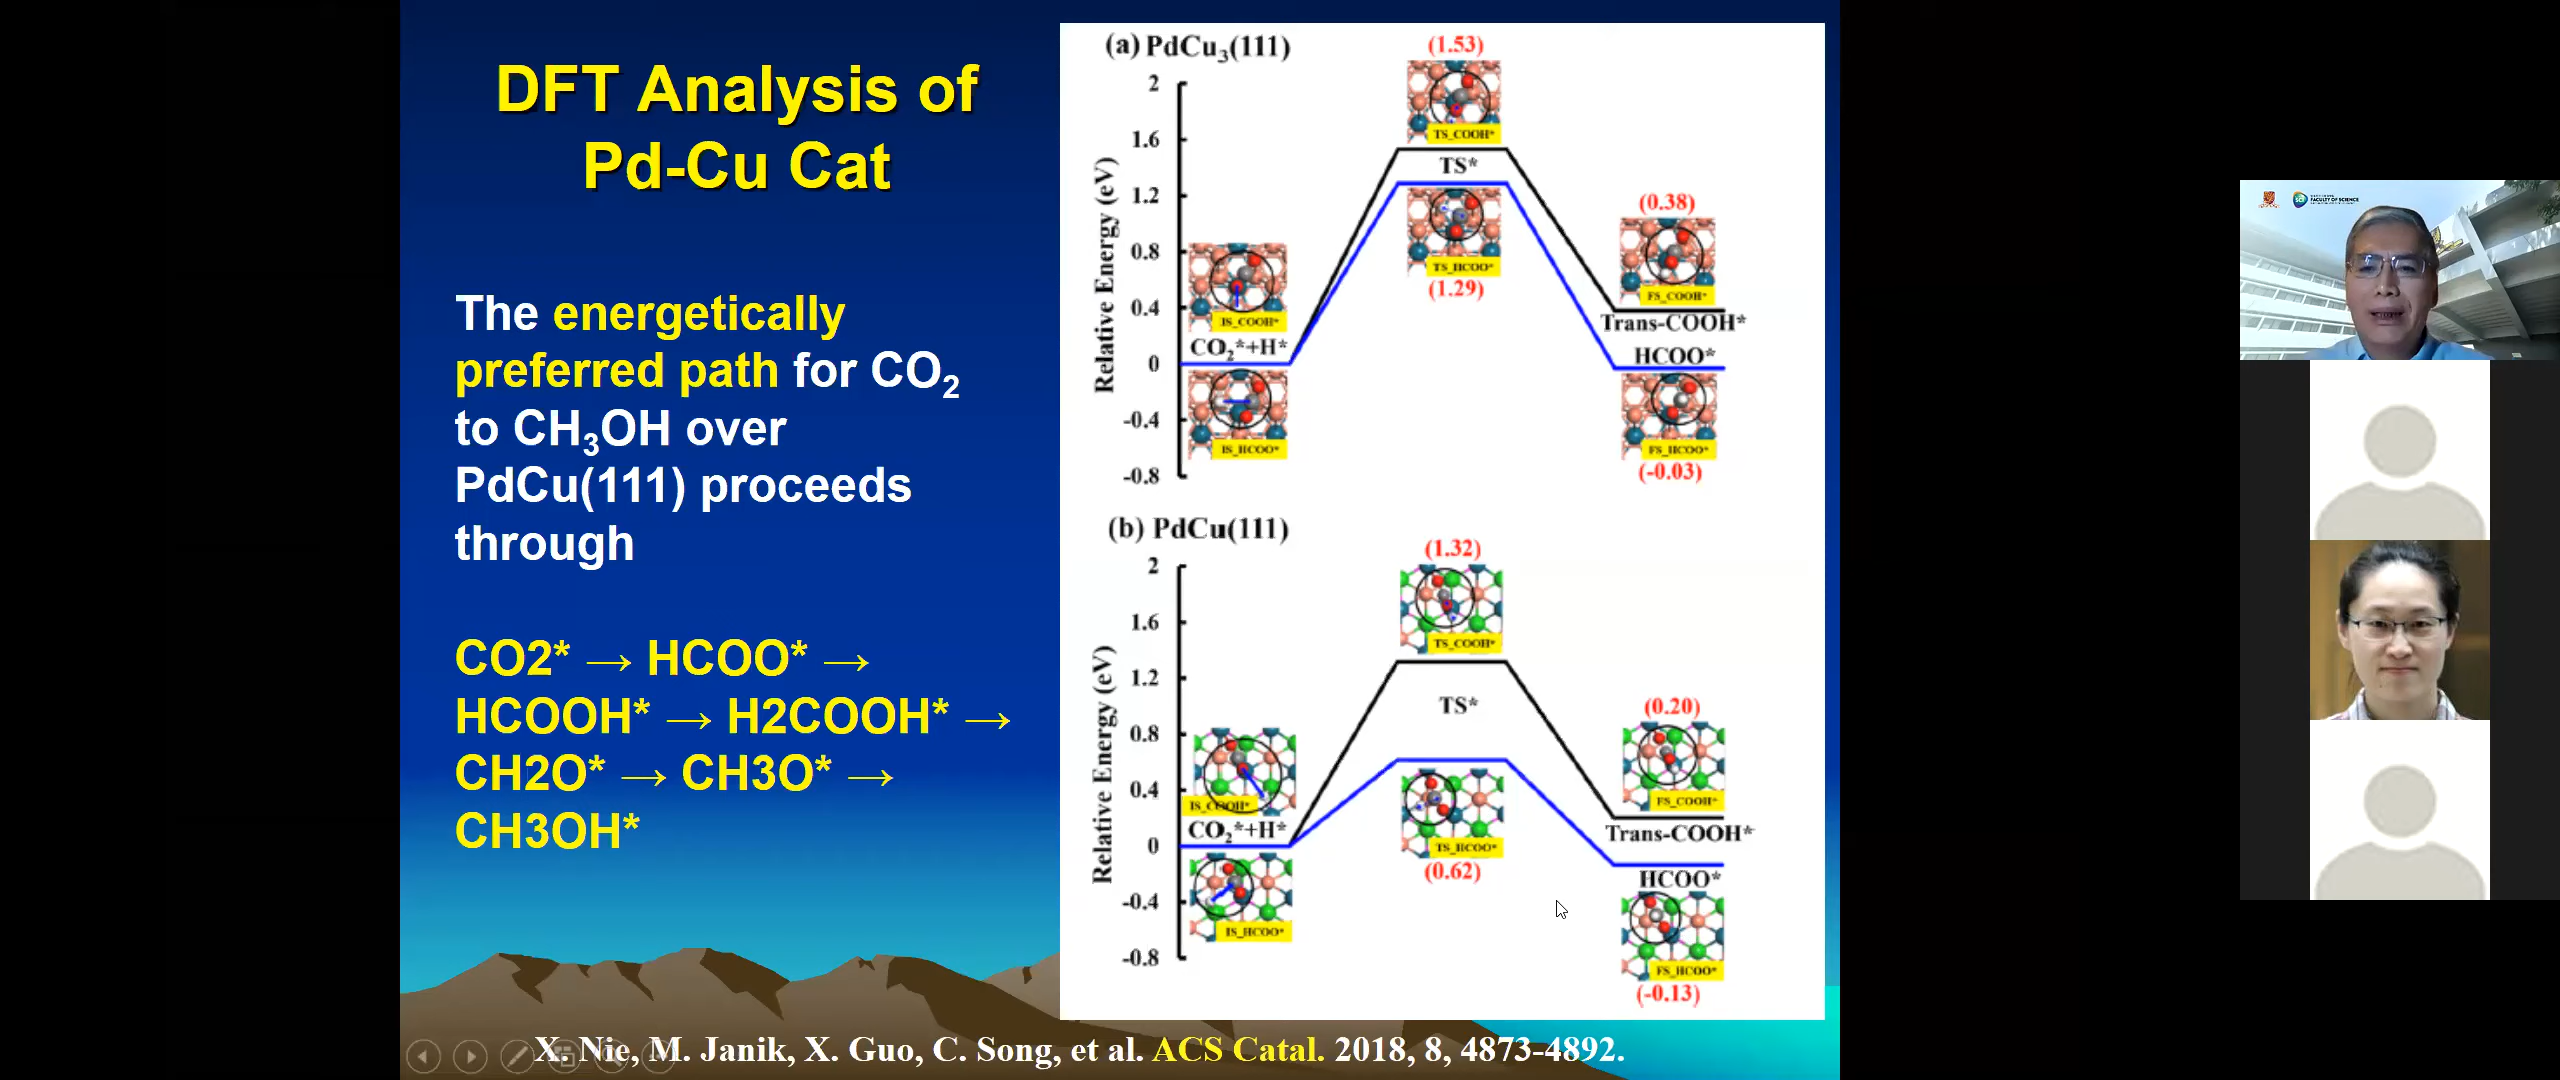 DFT Analysis of
Pd-Cu Cat
The energetically
preferred path for CO₂
to CH₃OH over
PdCu(111) proceeds
through
CO2* → HCOO* →
HCOOH* → H2COOH* →
CH2O* → CH3O* →
CH3OH*
(a) PdCu₃(111)
(1.53)
2
1.6
1.2
0.8
0.4
0
-0.4
-0.8
Relative Energy (eV)
TS_COOH*
TS*
TS_HCOO*
(1.29)
IS_COOH*
CO₂*+H*
IS_HCOO*
(0.38)
FS_COOH*
Trans-COOH*
HCOO*
FS_HCOO*
(-0.03)
(b) PdCu(111)
(1.32)
2
1.6
1.2
0.8
0.4
0
-0.4
-0.8
Relative Energy (eV)
TS_COOH*
TS*
TS_HCOO*
(0.62)
IS_COOH*
CO₂*+H*
IS_HCOO*
(0.20)
FS_COOH*
Trans-COOH*
HCOO*
FS_HCOO*
(-0.13)
X. Nie, M. Janik, X. Guo, C. Song, et al. ACS Catal. 2018, 8, 4873-4892.
FACULTY OF SCIENCE